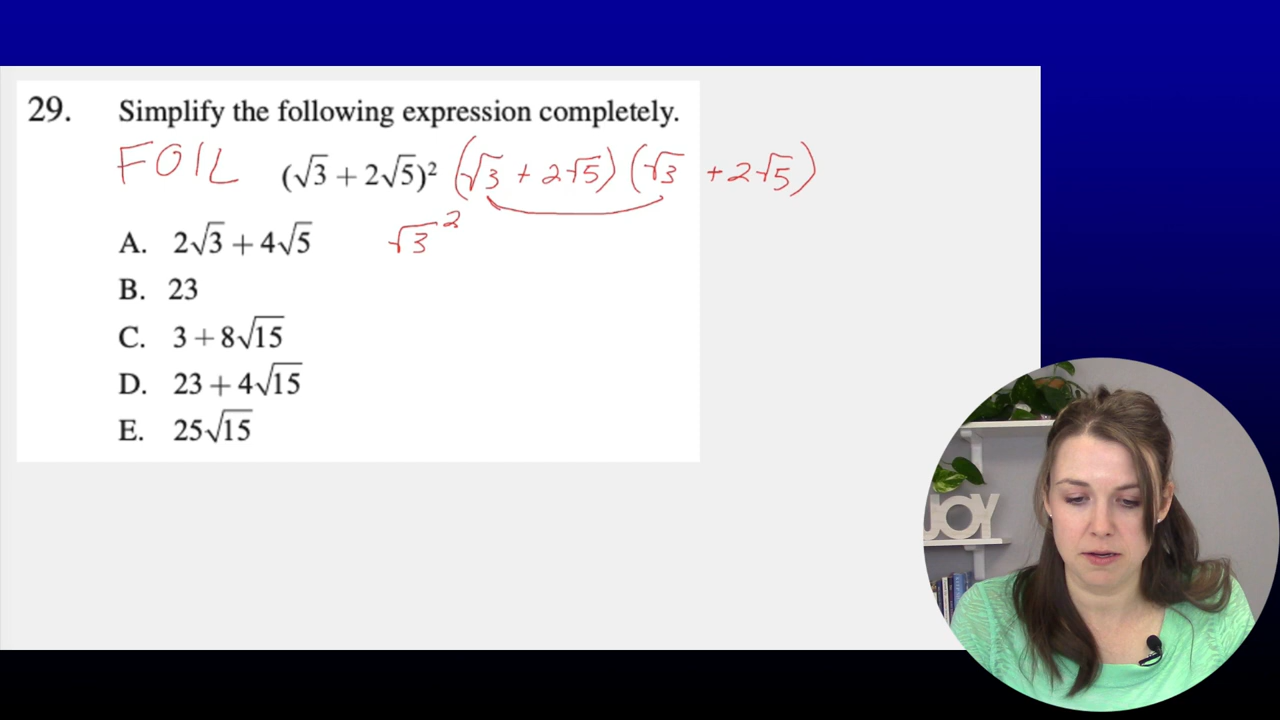 29. Simplify the following expression completely.
FOIL (√3 + 2√5)² (√3 + 2√5)(√3 + 2√5)
A. 2√3 + 4√5 √3²
B. 23
C. 3 + 8√15
D. 23 + 4√15
E. 25√15
JOY